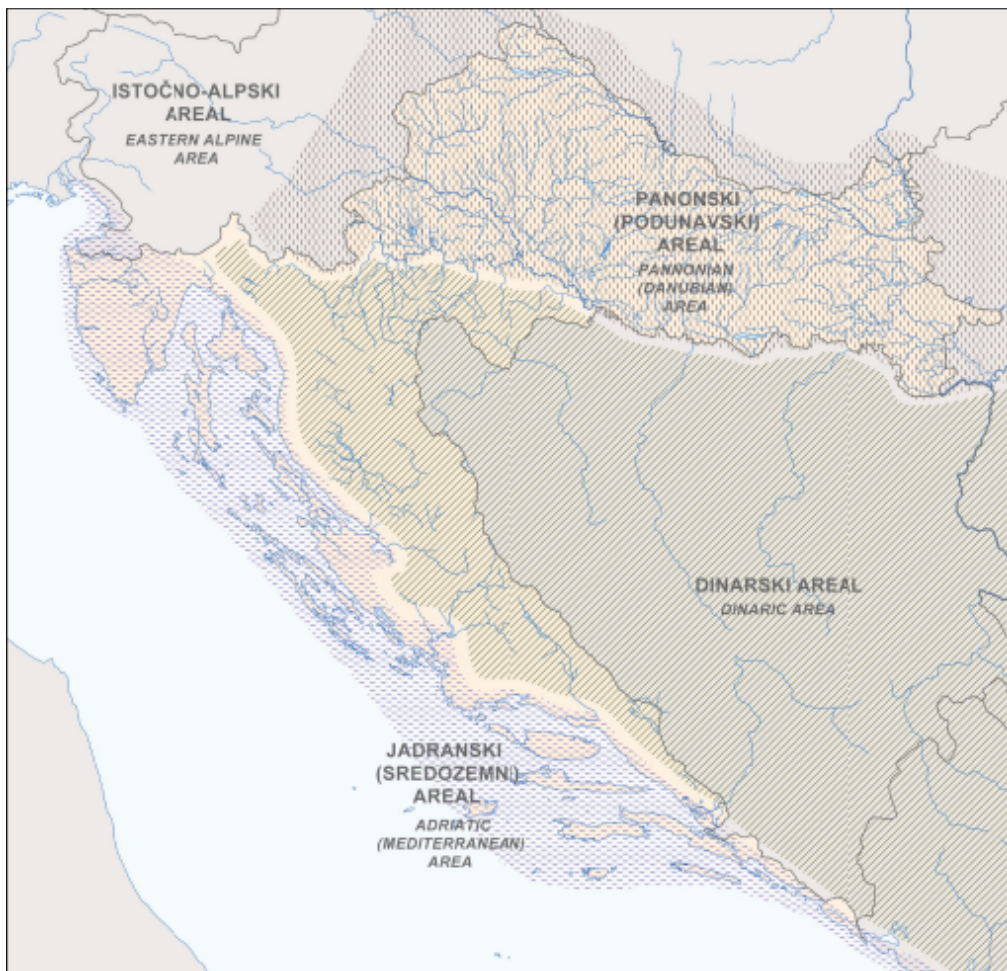 ISTOČNO-ALPSKI
AREAL
EASTERN ALPINE
AREA
PANONSKI
(PODUNAVSKI)
AREAL
PANNONIAN
(DANUBIAN)
AREA
DINARSKI AREAL
DINARIC AREA
JADRANSKI
(SREDOZEMNI)
AREAL
ADRIATIC
(MEDITERRANEAN)
AREA